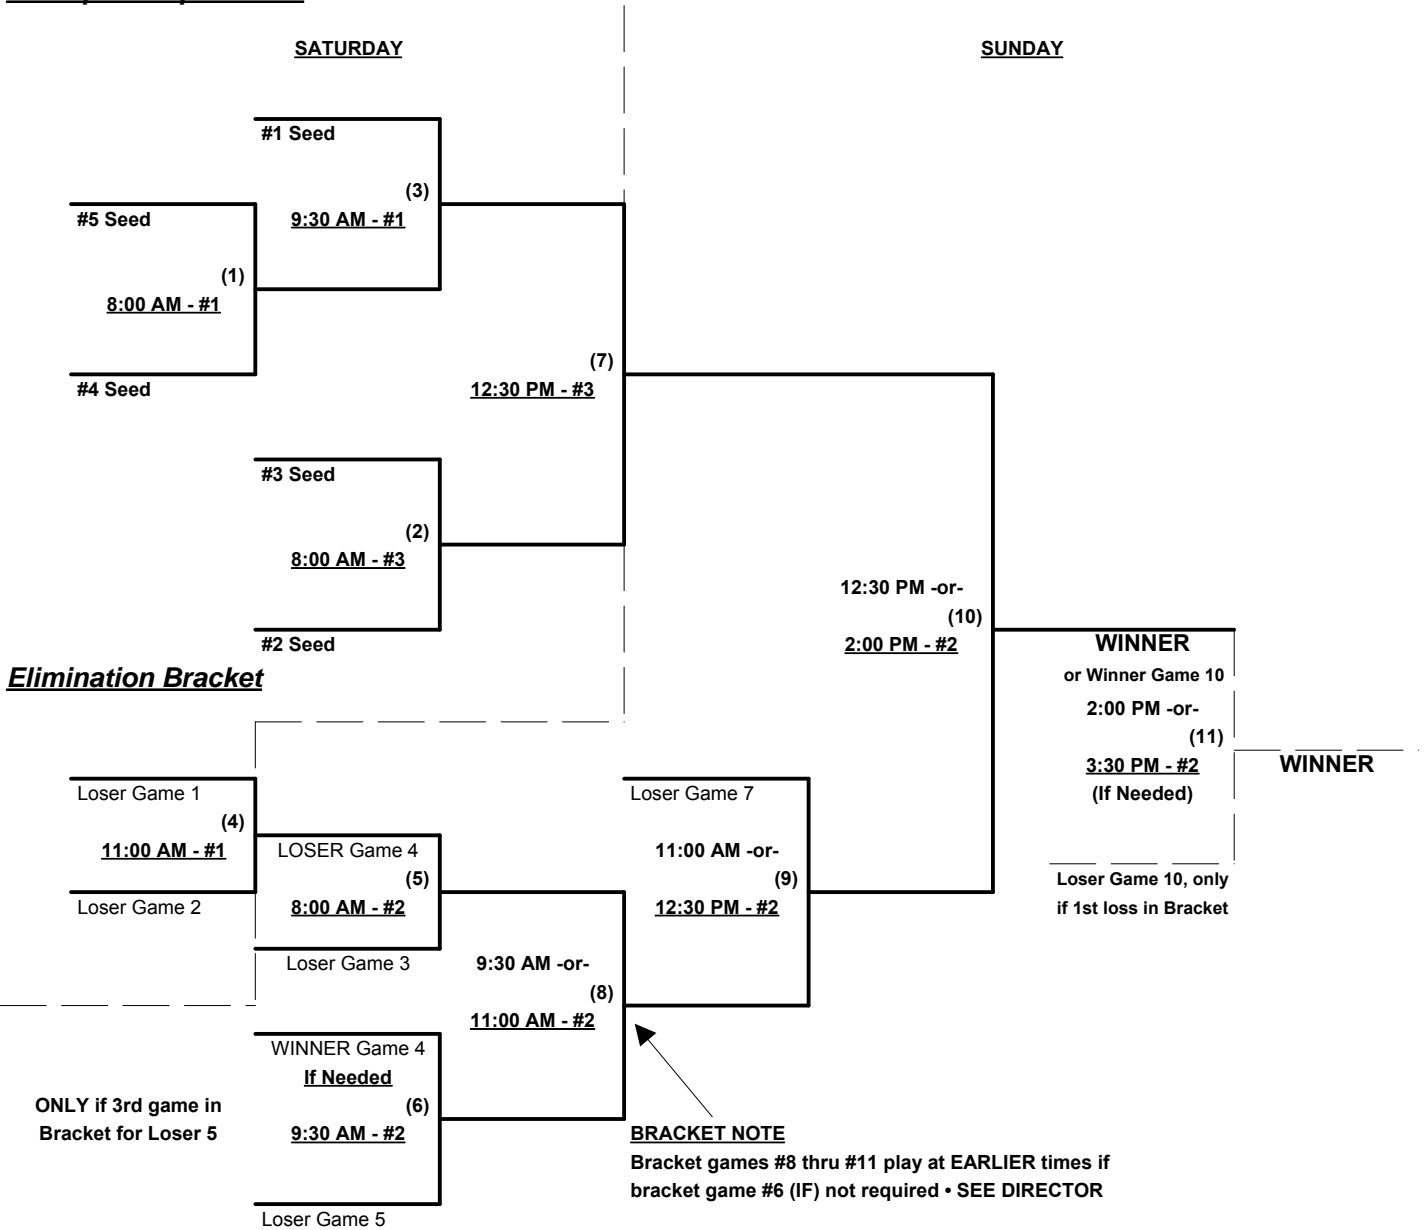 SATURDAY
SUNDAY
#1 Seed
(3)
9:30 AM - #1
#5 Seed
(1)
8:00 AM - #1
#4 Seed
(7)
12:30 PM - #3
#3 Seed
(2)
8:00 AM - #3
#2 Seed
12:30 PM -or-
(10)
2:00 PM - #2
WINNER
or Winner Game 10
2:00 PM -or-
(11)
3:30 PM - #2
(If Needed)
WINNER
Loser Game 10, only
if 1st loss in Bracket
Elimination Bracket
Loser Game 1
(4)
11:00 AM - #1
Loser Game 2
LOSER Game 4
(5)
8:00 AM - #2
Loser Game 3
Loser Game 7
11:00 AM -or-
(9)
12:30 PM - #2
9:30 AM -or-
(8)
11:00 AM - #2
WINNER Game 4
If Needed
(6)
9:30 AM - #2
Loser Game 5
ONLY if 3rd game in
Bracket for Loser 5
BRACKET NOTE
Bracket games #8 thru #11 play at EARLIER times if
bracket game #6 (IF) not required • SEE DIRECTOR